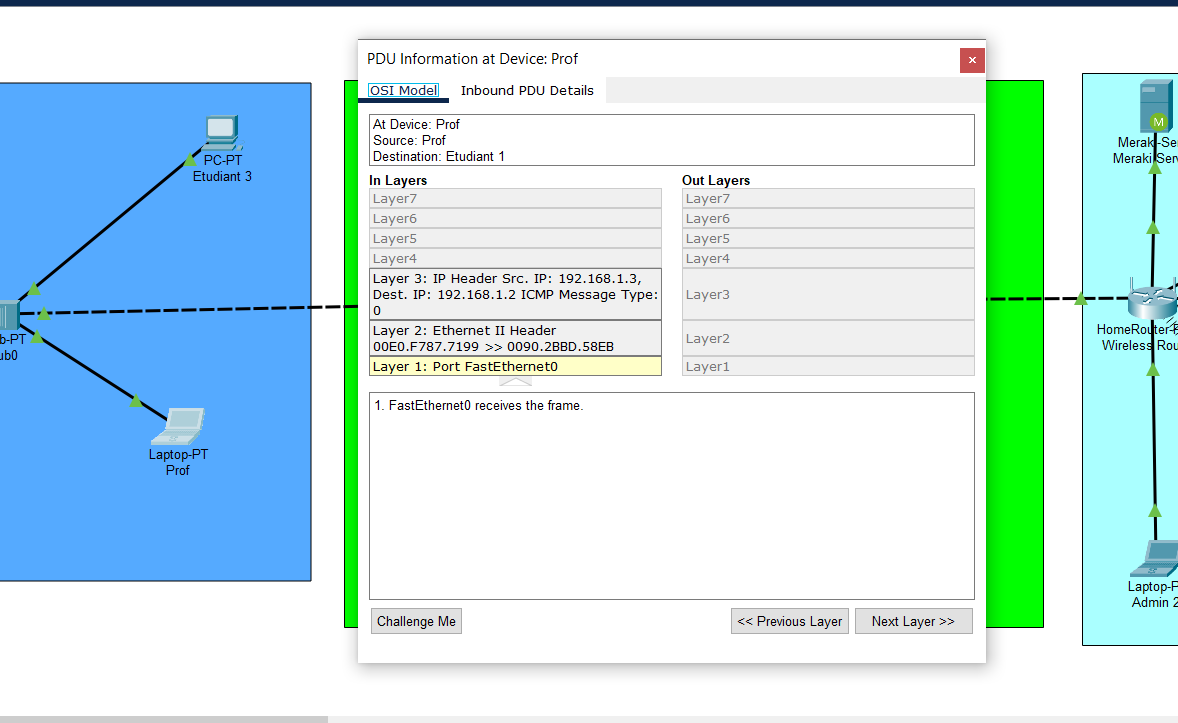 PDU Information at Device: Prof
OSI Model
Inbound PDU Details
At Device: Prof
Source: Prof
Destination: Etudiant 1
In Layers
Layer7
Layer6
Layer5
Layer4
Layer 3: IP Header Src. IP: 192.168.1.3,
Dest. IP: 192.168.1.2 ICMP Message Type:
0
Layer 2: Ethernet II Header
00E0.F787.7199 >> 0090.2BBD.58EB
Layer 1: Port FastEthernet0
Out Layers
Layer7
Layer6
Layer5
Layer4
Layer3
Layer2
Layer1
1. FastEthernet0 receives the frame.
Challenge Me
<< Previous Layer
Next Layer >>
PC-PT
Etudiant 3
b-PT
ub0
Laptop-PT
Prof
M
Meraki-Se
Meraki Serv
HomeRouter-P
Wireless Rou
Laptop-P
Admin 2